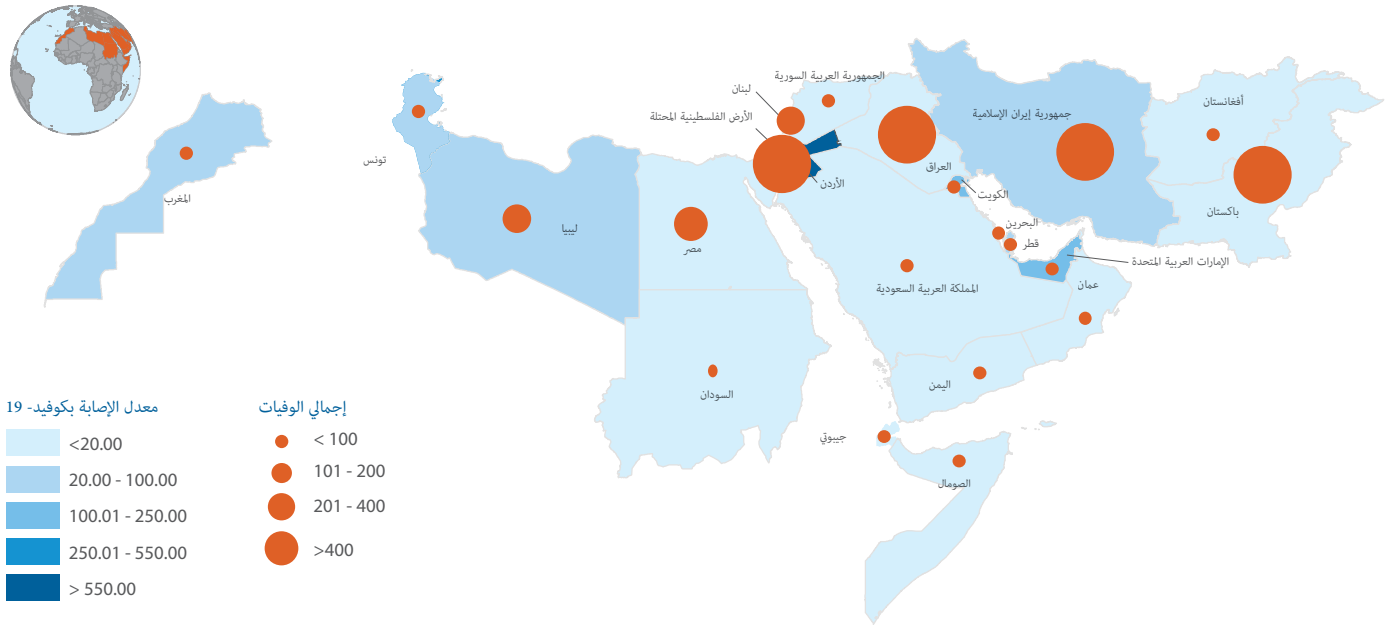 الجمهورية العربية السورية
لبنان
الأرض الفلسطينية المحتلة
أفغانستان
جمهورية إيران الإسلامية
تونس
العراق
الأردن
الكويت
المغرب
باكستان
البحرين
ليبيا
قطر
مصر
الإمارات العربية المتحدة
المملكة العربية السعودية
عمان
اليمن
السودان
جيبوتي
الصومال
معدل الإصابة بكوفيد- 19
<20.00
20.00 - 100.00
100.01 - 250.00
250.01 - 550.00
> 550.00
إجمالي الوفيات
< 100
101 - 200
201 - 400
>400